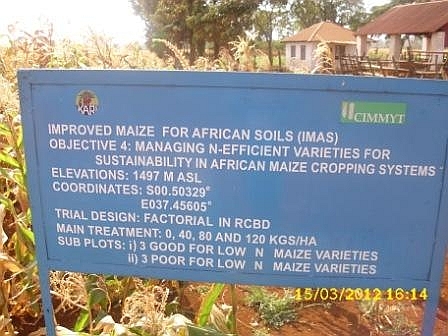 KARI
CIMMYT
IMPROVED MAIZE FOR AFRICAN SOILS (IMAS)
OBJECTIVE 4: MANAGING N-EFFICIENT VARIETIES FOR
SUSTAINABILITY IN AFRICAN MAIZE CROPPING SYSTEMS
ELEVATIONS: 1497 M ASL
COORDINATES: S00.50329°
E037.45605°
TRIAL DESIGN: FACTORIAL IN RCBD
MAIN TREATMENT: 0, 40, 80 AND 120 KGS/HA
SUB PLOTS: i) 3 GOOD FOR LOW N MAIZE VARIETIES
ii) 3 POOR FOR LOW N MAIZE VARIETIES
15/03/2012 16:14